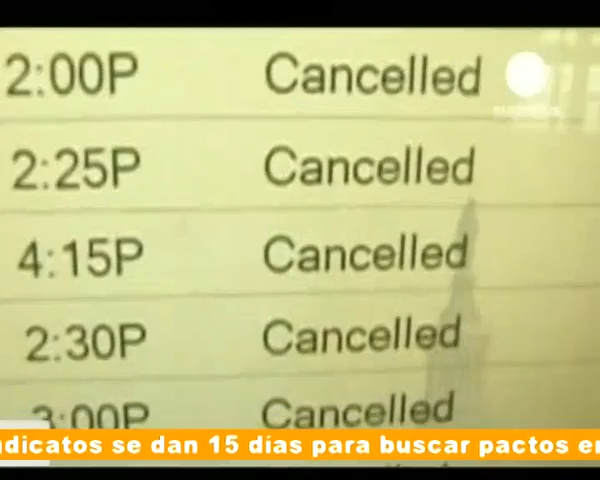 2:00P Cancelled
2:25P Cancelled
4:15P Cancelled
2:30P Cancelled
3:00P Cancelled
dicatos se dan 15 días para buscar pactos